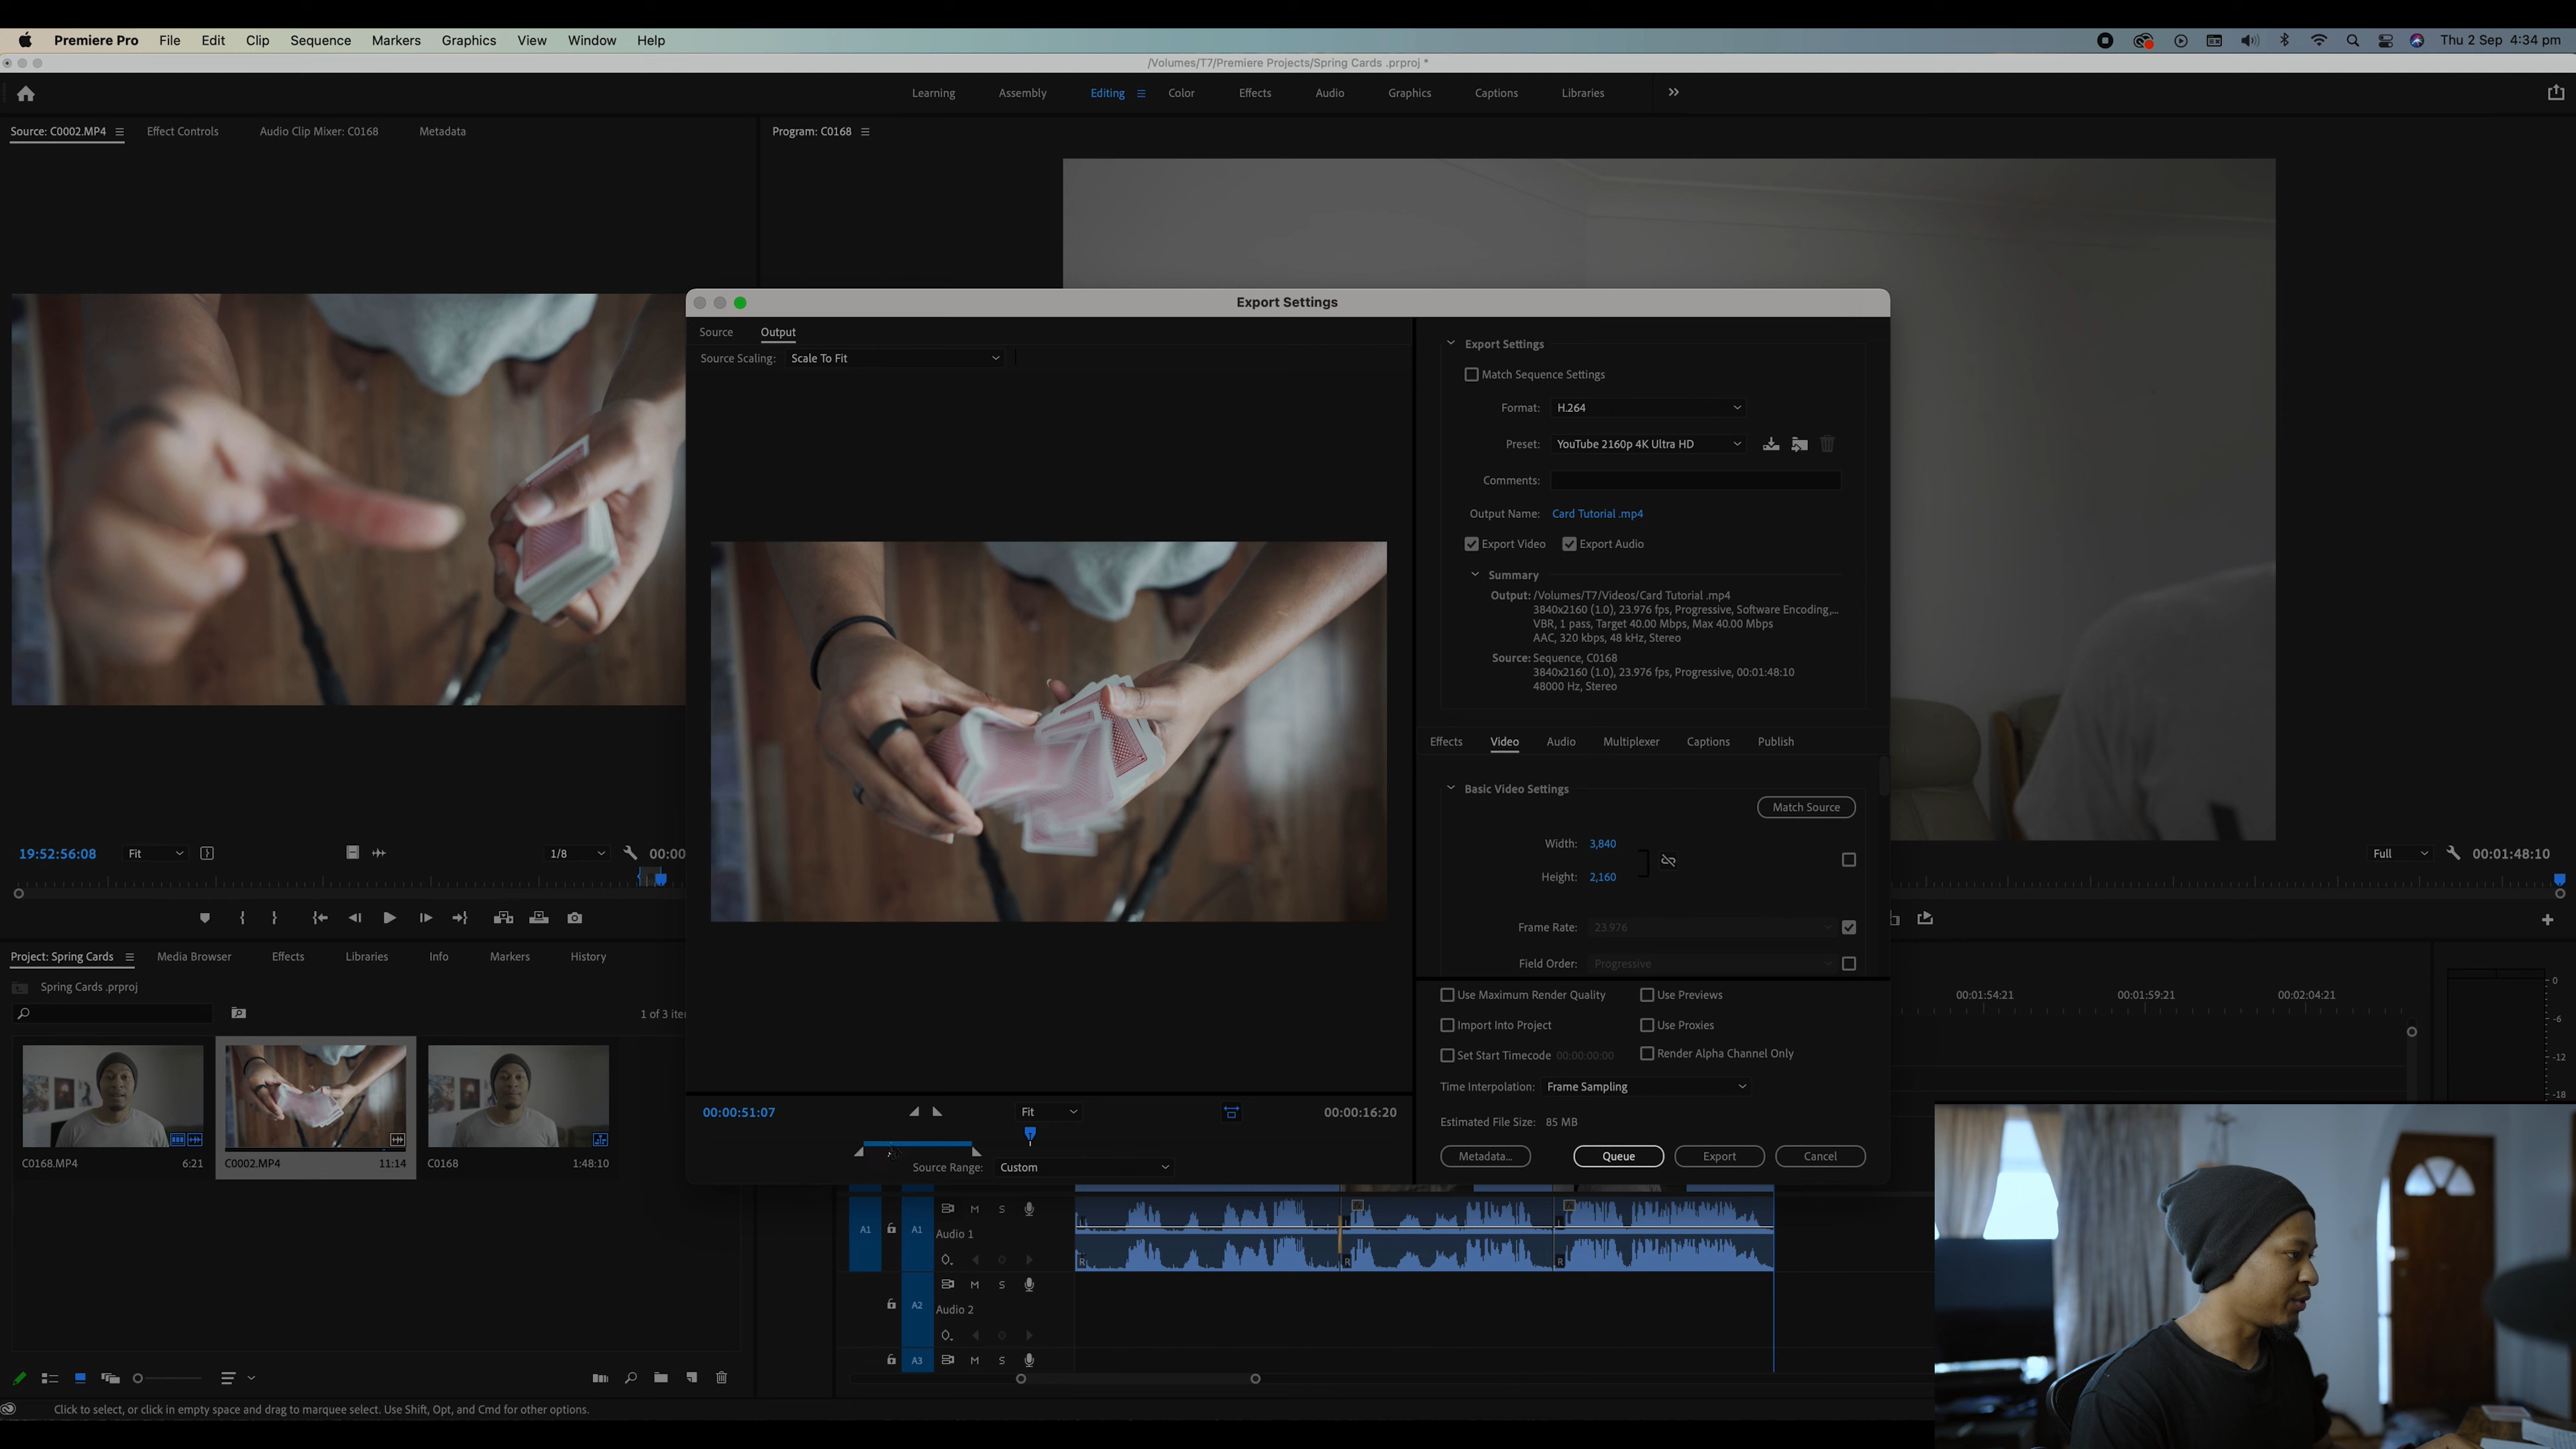 Premiere Pro File Edit Clip Sequence Markers Graphics View Window Help Thu 2 Sep 4:34 pm
/Volumes/T7/Premiere Projects/Spring Cards .prproj *
Learning Assembly Editing Color Effects Audio Graphics Captions Libraries
Source: C0002.MP4 Effect Controls Audio Clip Mixer: C0168 Metadata
Program: C0168
Export Settings
Source Output
Source Scaling: Scale To Fit
Export Settings
Match Sequence Settings
Format: H.264
Preset: YouTube 2160p 4K Ultra HD
Comments:
Output Name: Card Tutorial .mp4
Export Video Export Audio
Summary
Output: /Volumes/T7/Videos/Card Tutorial .mp4
3840x2160 (1.0), 23.976 fps, Progressive, Software Encoding,...
VBR, 1 pass, Target 40.00 Mbps, Max 40.00 Mbps
AAC, 320 kbps, 48 kHz, Stereo
Source: Sequence, C0168
3840x2160 (1.0), 23.976 fps, Progressive, 00:01:48:10
48000 Hz, Stereo
Effects Video Audio Multiplexer Captions Publish
Basic Video Settings
Match Source
Width: 3,840
Height: 2,160
Frame Rate: 23.976
Field Order: Progressive
Use Maximum Render Quality Use Previews
Import Into Project Use Proxies
Set Start Timecode 00:00:00:00 Render Alpha Channel Only
Time Interpolation: Frame Sampling
Estimated File Size: 85 MB
Metadata... Queue Export Cancel
00:00:51:07 Fit 00:00:16:20
Source Range: Custom
19:52:56:08 Fit 1/8 00:00
Full 00:01:48:10
Project: Spring Cards Media Browser Effects Libraries Info Markers History
Spring Cards .prproj
1 of 3 ite
C0168.MP4 6:21 C0002.MP4 11:14 C0168 1:48:10
00:01:54:21 00:01:59:21 00:02:04:21
0
-6
-12
-18
A1 A1 M S
Audio 1
R R R
A2 M S
Audio 2
A3 M S
Click to select, or click in empty space and drag to marquee select. Use Shift, Opt, and Cmd for other options.